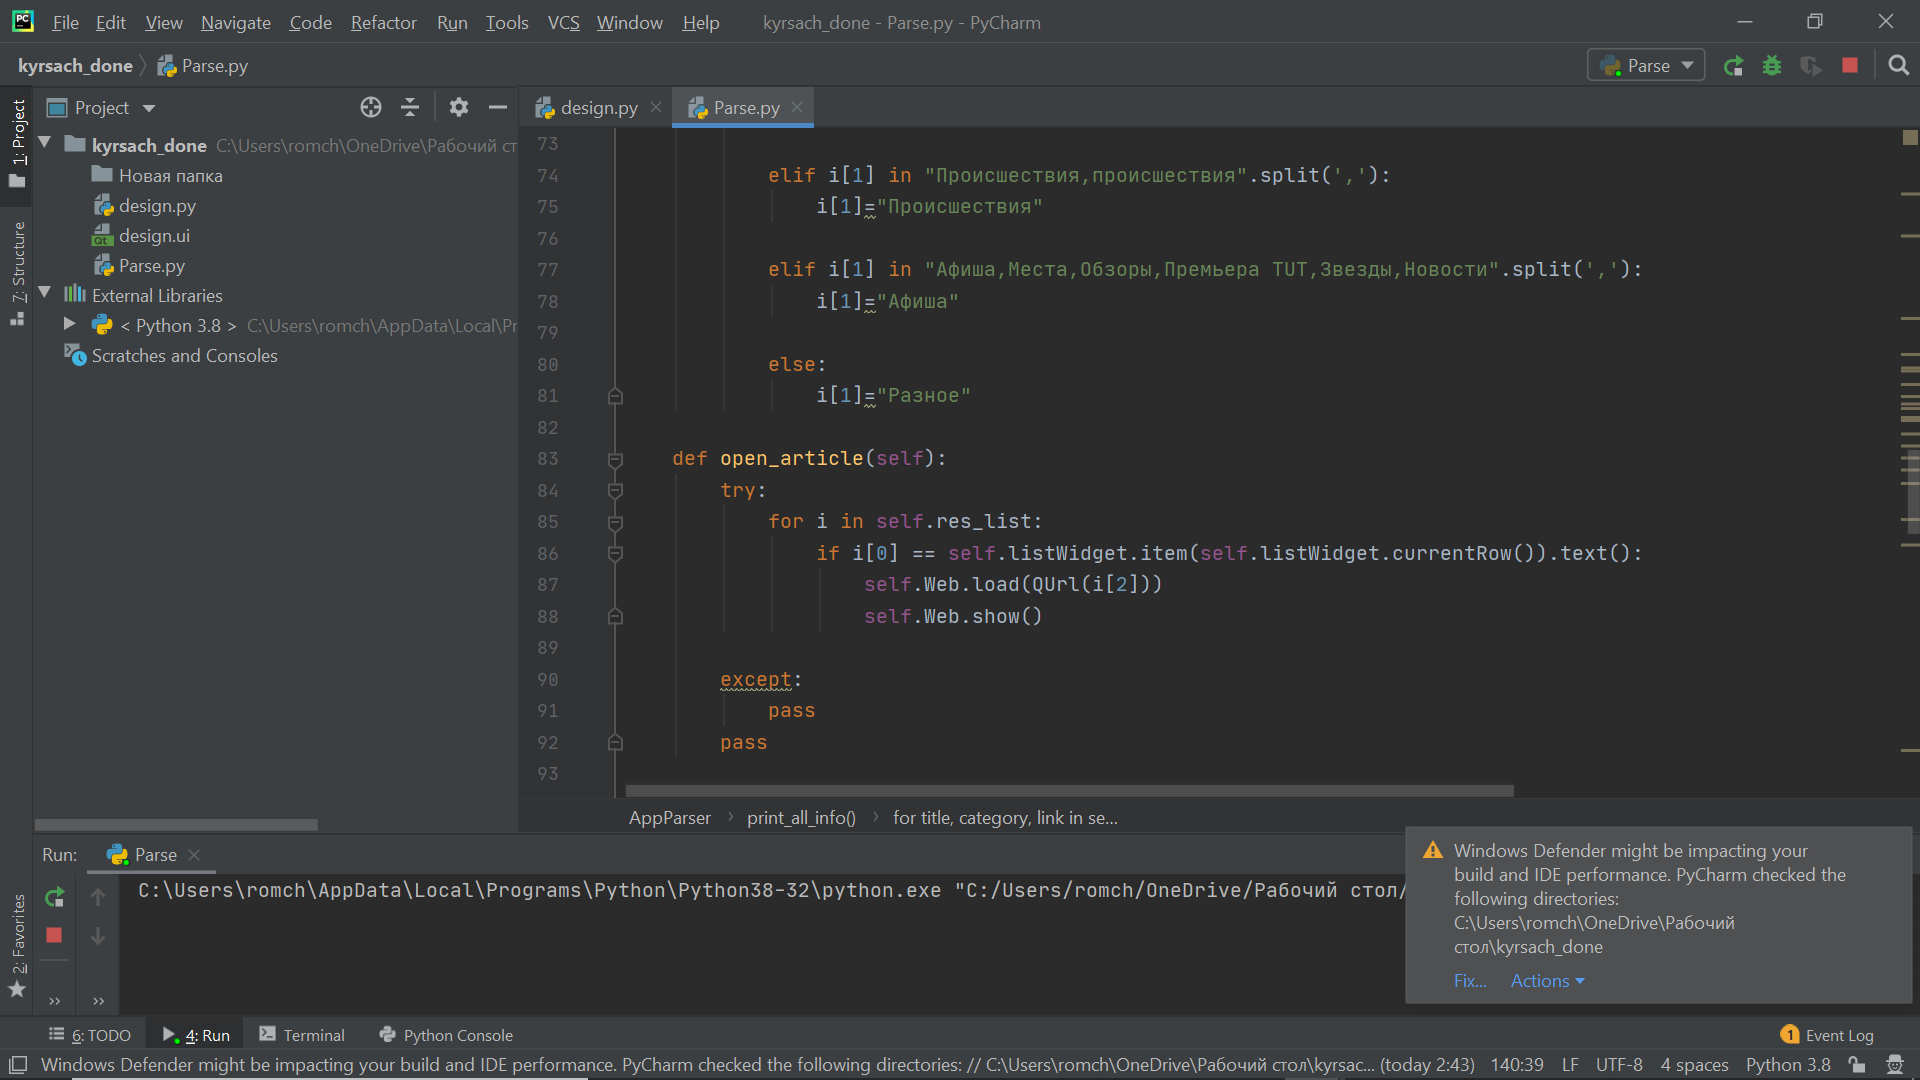 File Edit View Navigate Code Refactor Run Tools VCS Window Help kyrsach_done - Parse.py - PyCharm
kyrsach_done Parse.py Parse
1: Project
7: Structure
2: Favorites
Project
kyrsach_done C:\Users\romch\OneDrive\Рабочий ст
Новая папка
design.py
design.ui
Parse.py
External Libraries
< Python 3.8 > C:\Users\romch\AppData\Local\Pr
Scratches and Consoles
design.py Parse.py
73
74 elif i[1] in "Происшествия,происшествия".split(','):
75 i[1]="Происшествия"
76
77 elif i[1] in "Афиша,Места,Обзоры,Премьера TUT,Звезды,Новости".split(','):
78 i[1]="Афиша"
79
80 else:
81 i[1]="Разное"
82
83 def open_article(self):
84 try:
85 for i in self.res_list:
86 if i[0] == self.listWidget.item(self.listWidget.currentRow()).text():
87 self.Web.load(QUrl(i[2]))
88 self.Web.show()
89
90 except:
91 pass
92 pass
93
AppParser print_all_info() for title, category, link in se...
Run: Parse
C:\Users\romch\AppData\Local\Programs\Python\Python38-32\python.exe "C:/Users/romch/OneDrive/Рабочий стол/
Windows Defender might be impacting your
build and IDE performance. PyCharm checked the
following directories:
C:\Users\romch\OneDrive\Рабочий
стол\kyrsach_done
Fix... Actions
6: TODO 4: Run Terminal Python Console 1 Event Log
Windows Defender might be impacting your build and IDE performance. PyCharm checked the following directories: // C:\Users\romch\OneDrive\Рабочий стол\kyrsac... (today 2:43) 140:39 LF UTF-8 4 spaces Python 3.8